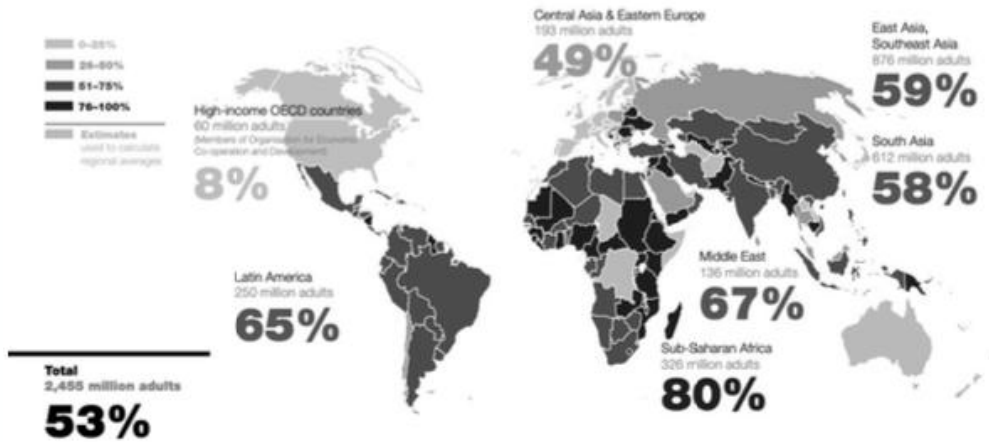 0–25%
26–50%
51–75%
76–100%
Estimates
used to calculate
regional averages
High-income OECD countries
60 million adults
(Members of Organisation for Economic
Co-operation and Development)
8%
Central Asia & Eastern Europe
193 million adults
49%
East Asia,
Southeast Asia
876 million adults
59%
South Asia
612 million adults
58%
Latin America
250 million adults
65%
Middle East
136 million adults
67%
Sub-Saharan Africa
326 million adults
80%
Total
2,455 million adults
53%